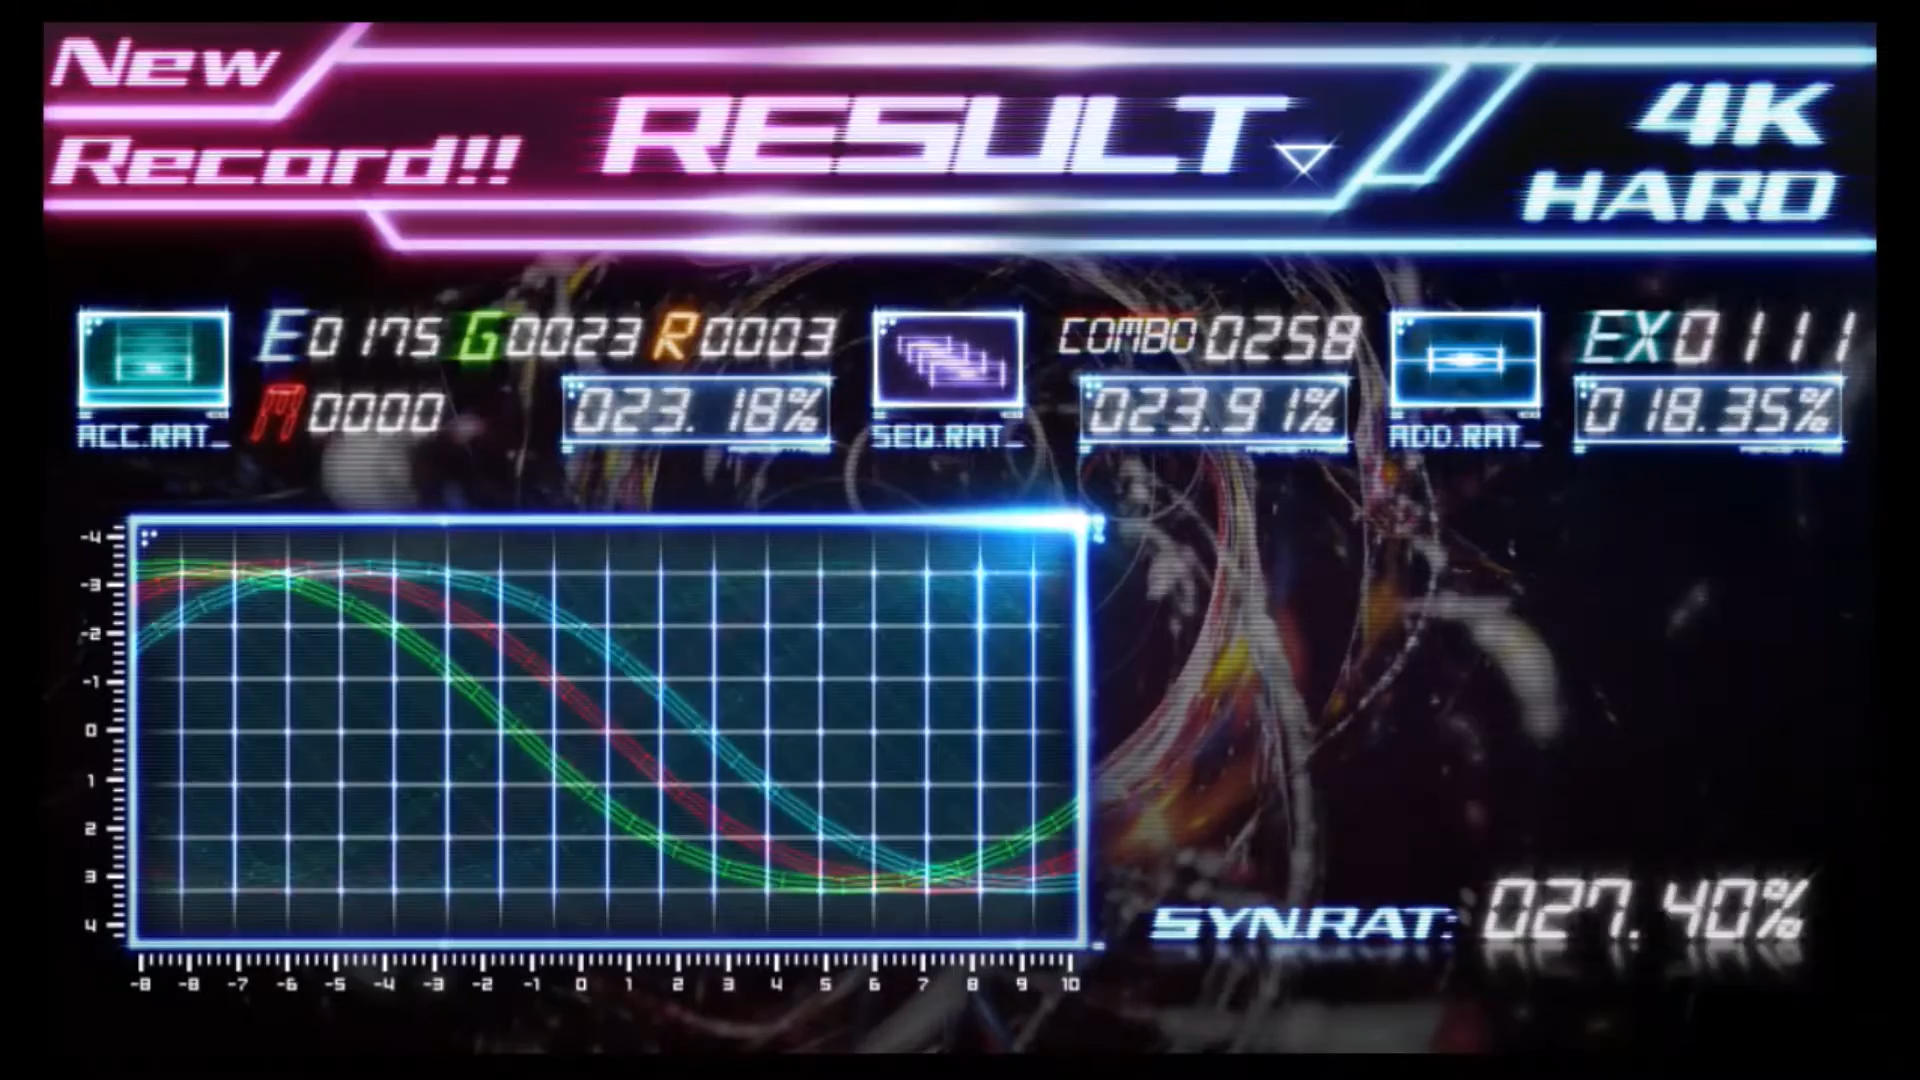 New
Record!!
RESULT
4K
HARD
E0175 G0023 R0003
M0000
023.18%
ACC.RAT_
COMBO 0258
023.91%
SEQ.RAT_
EX0111
018.35%
ADD.RAT_
-4
-3
-2
-1
0
1
2
3
4
-8 -8 -7 -6 -5 -4 -3 -2 -1 0 1 2 3 4 5 6 7 8 9 10
SYN.RAT: 027.40%